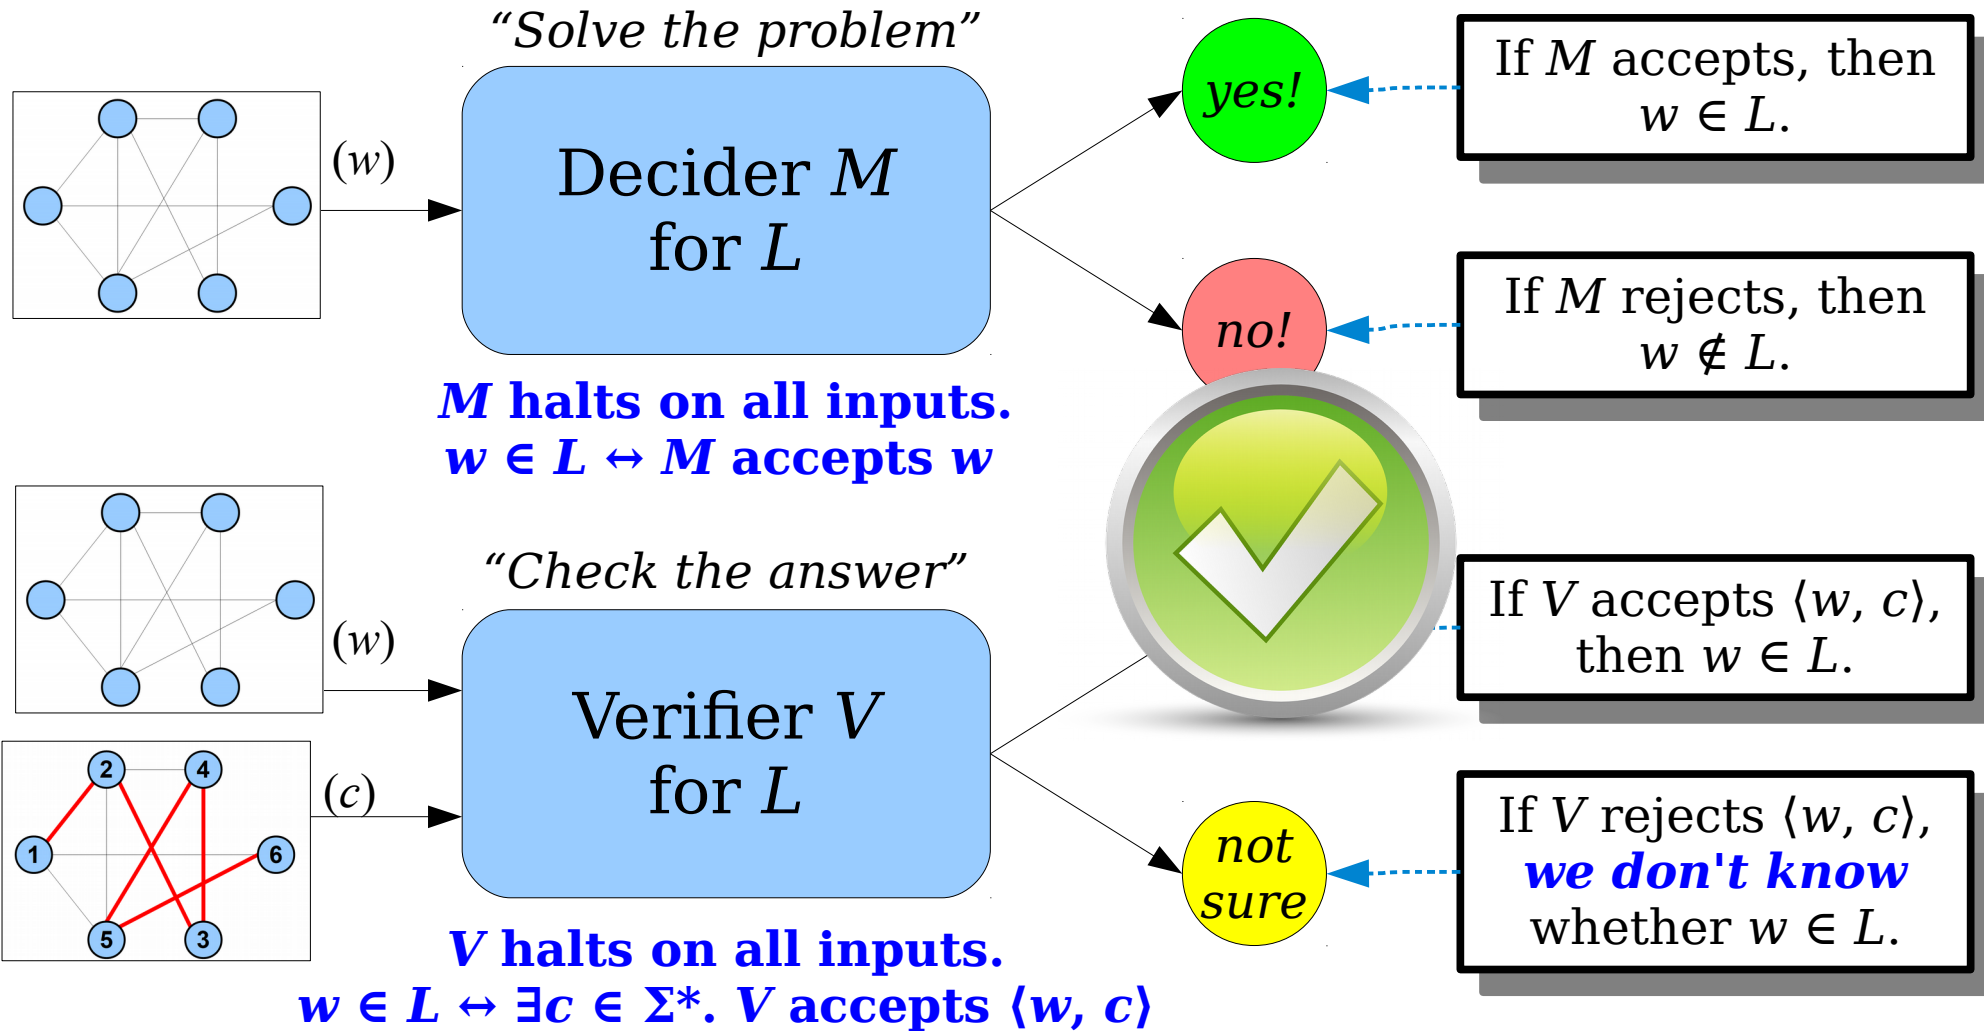 “Solve the problem”
(w)
Decider M
for L
yes!
no!
If M accepts, then
w ∈ L.
If M rejects, then
w ∉ L.
M halts on all inputs.
w ∈ L ↔ M accepts w
“Check the answer”
(w)
(c)
2 4
1 6
5 3
Verifier V
for L
not
sure
If V accepts ⟨w, c⟩,
then w ∈ L.
If V rejects ⟨w, c⟩,
we don't know
whether w ∈ L.
V halts on all inputs.
w ∈ L ↔ ∃c ∈ Σ*. V accepts ⟨w, c⟩